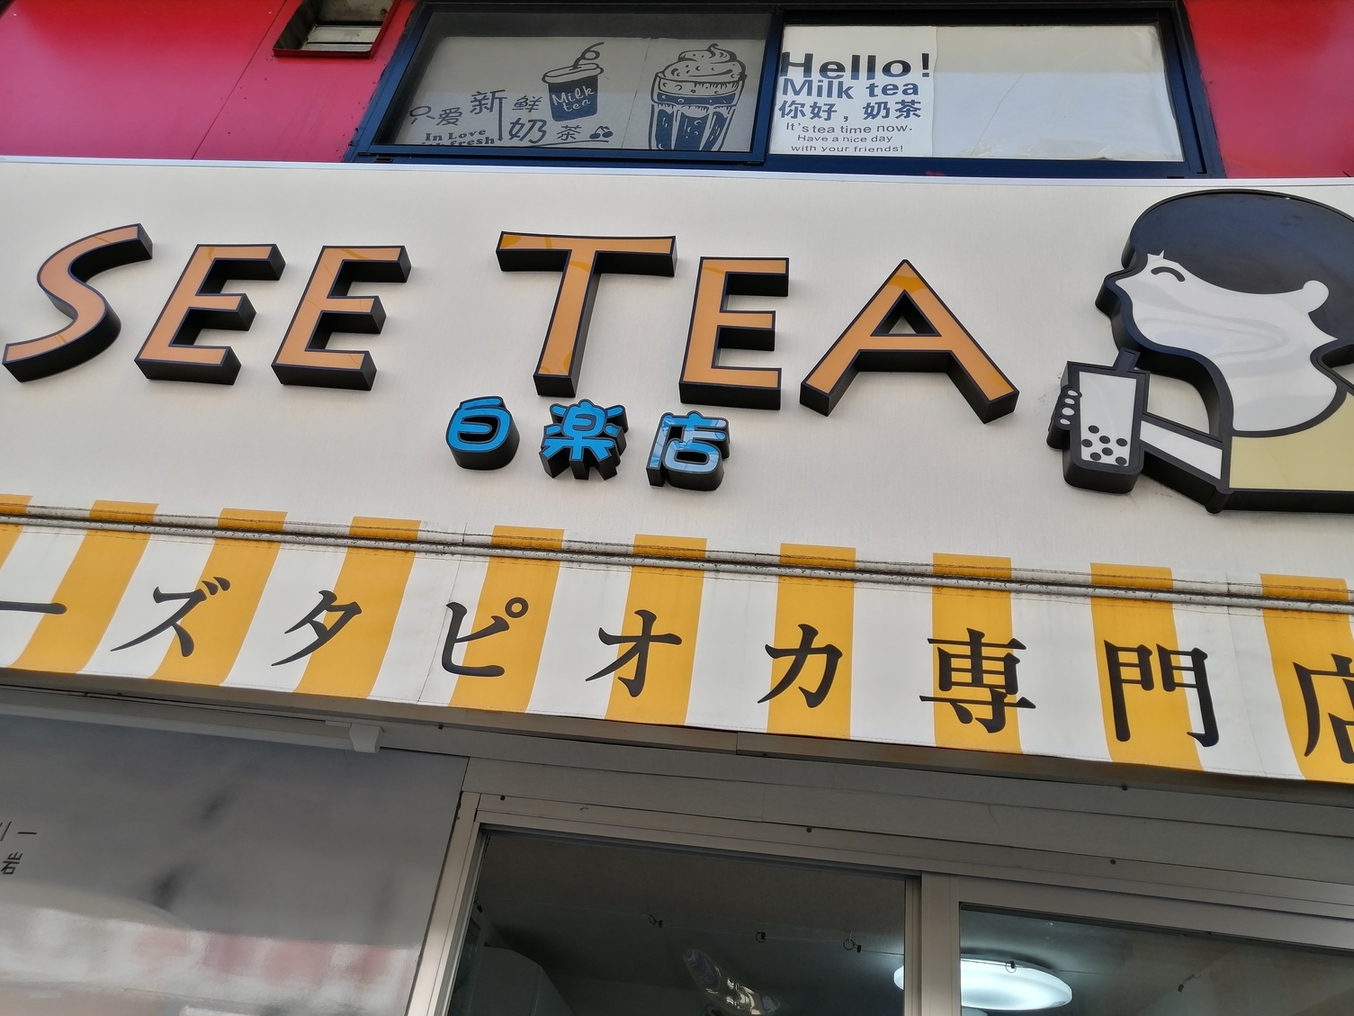 只爱新鲜奶茶
Milk
tea
In Love
Fresh
Hello!
Milk tea
你好，奶茶
It's tea time now.
Have a nice day
with your friends!
SEE TEA
白楽店
ーズタピオカ専門店